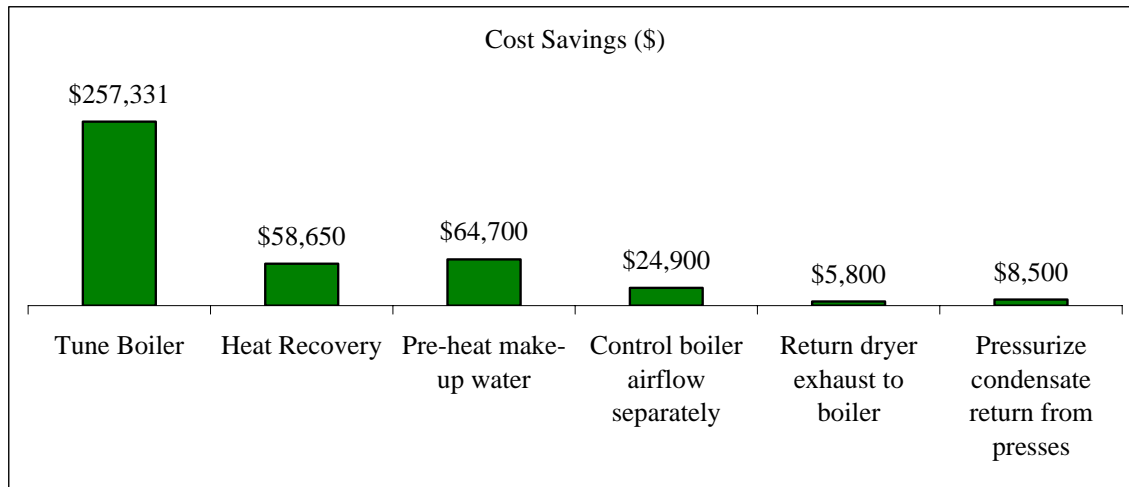 Cost Savings ($)
$257,331
$58,650
$64,700
$24,900
$5,800
$8,500
Tune Boiler
Heat Recovery
Pre-heat make-
up water
Control boiler
airflow
separately
Return dryer
exhaust to
boiler
Pressurize
condensate
return from
presses